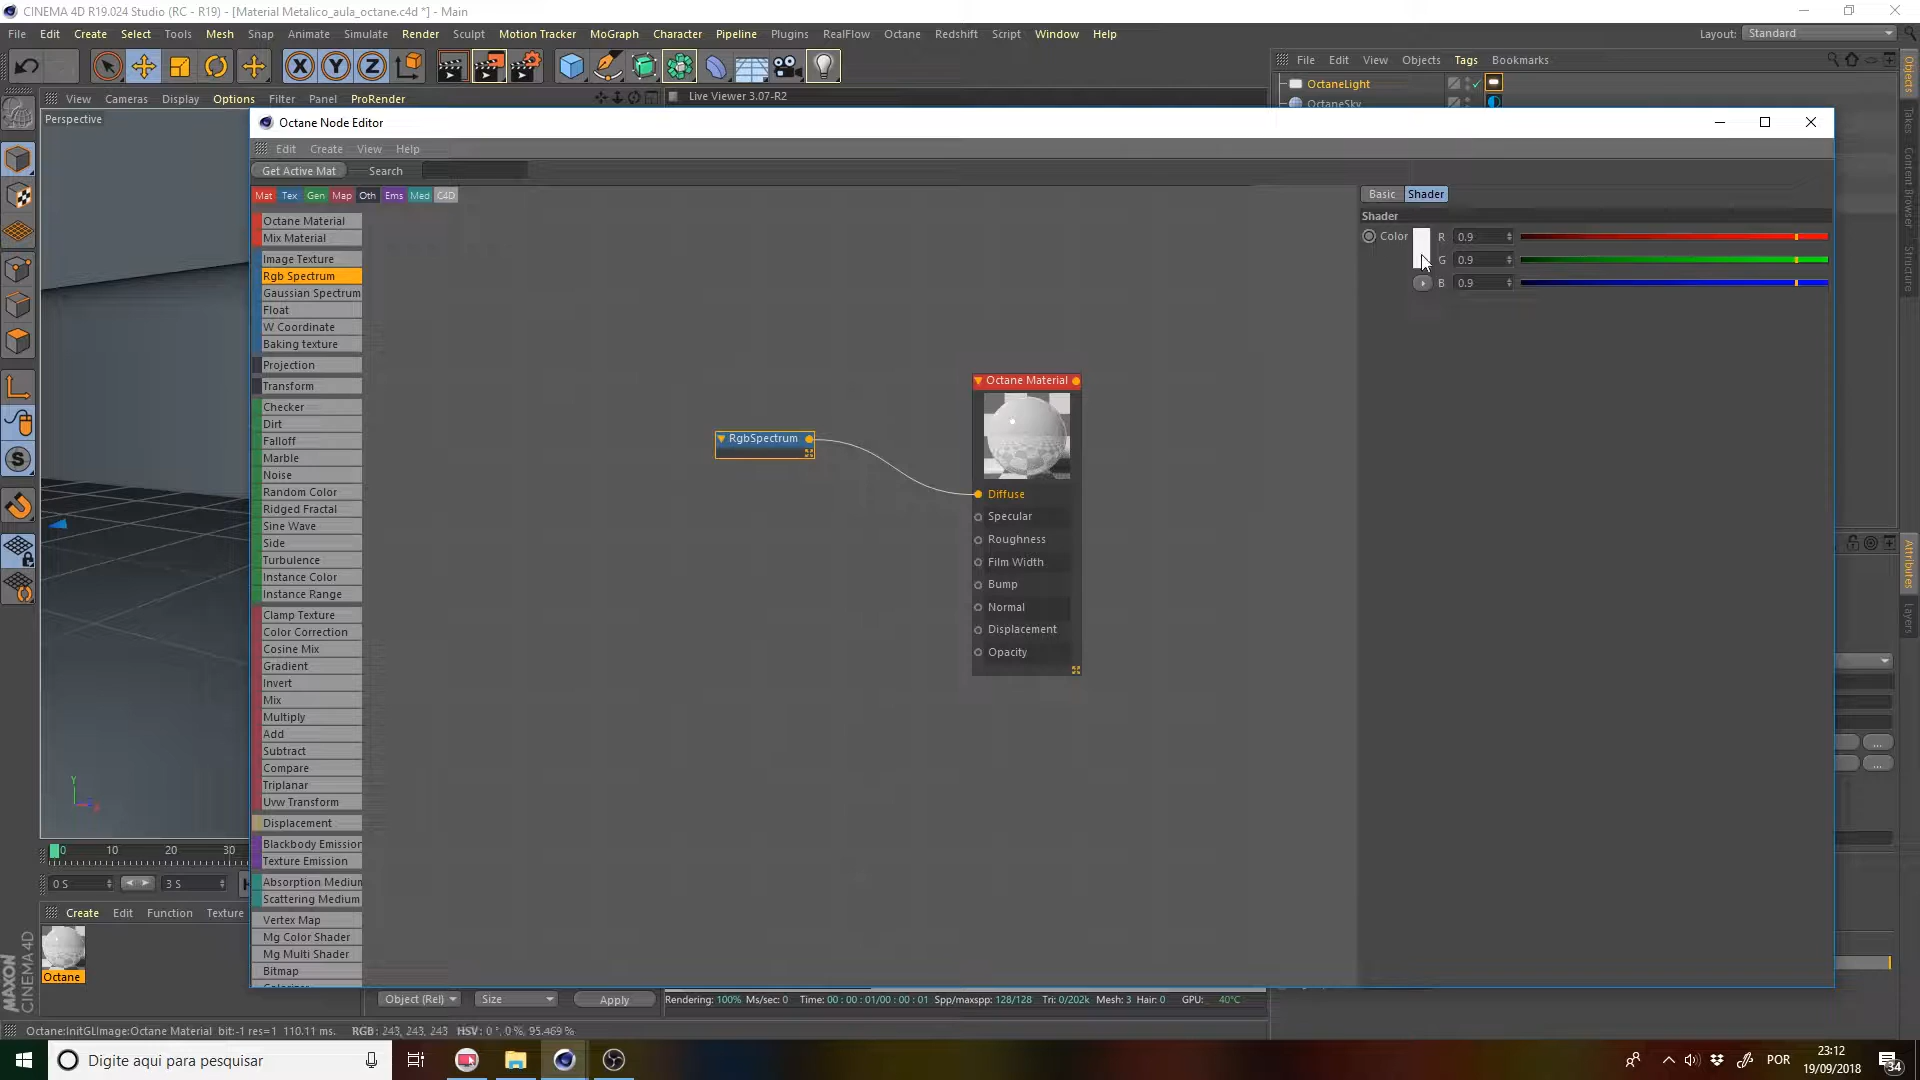 CINEMA 4D R19.024 Studio (RC - R19) - [Material Metalico_aula_octane.c4d *] - Main
File Edit Create Select Tools Mesh Snap Animate Simulate Render Sculpt Motion Tracker MoGraph Character Pipeline Plugins RealFlow Octane Redshift Script Window Help
Layout: Standard
File Edit View Objects Tags Bookmarks
OctaneLight
OctaneSky
View Cameras Display Options Filter Panel ProRender
Live Viewer 3.07-R2
Perspective
Octane Node Editor
Edit Create View Help
Get Active Mat Search
Mat Tex Gen Map Oth Ems Med C4D
Octane Material
Mix Material
Image Texture
Rgb Spectrum
Gaussian Spectrum
Float
W Coordinate
Baking texture
Projection
Transform
Checker
Dirt
Falloff
Marble
Noise
Random Color
Ridged Fractal
Sine Wave
Side
Turbulence
Instance Color
Instance Range
Clamp Texture
Color Correction
Cosine Mix
Gradient
Invert
Mix
Multiply
Add
Subtract
Compare
Triplanar
Uvw Transform
Displacement
Blackbody Emission
Texture Emission
Absorption Medium
Scattering Medium
Vertex Map
Mg Color Shader
Mg Multi Shader
Bitmap
RgbSpectrum
Octane Material
Diffuse
Specular
Roughness
Film Width
Bump
Normal
Displacement
Opacity
Basic Shader
Shader
Color R 0.9
G 0.9
B 0.9
Objects
Takes
Content Browser
Structure
Attributes
Layers
Y
0 10 20 30
0 S 3 S
Create Edit Function Texture
Octane
MAXON
CINEMA 4D
Object (Rel) Size Apply
Rendering: 100% Ms/sec: 0 Time: 00 : 00 : 01/00 : 00 : 01 Spp/maxspp: 128/128 Tri: 0/202k Mesh: 3 Hair: 0 GPU: 40°C
Octane:InitGLImage:Octane Material bit:-1 res=1 110.11 ms. RGB: 243, 243, 243 HSV: 0 °, 0 %, 95.469 %
Digite aqui para pesquisar
POR
23:12
19/09/2018
34